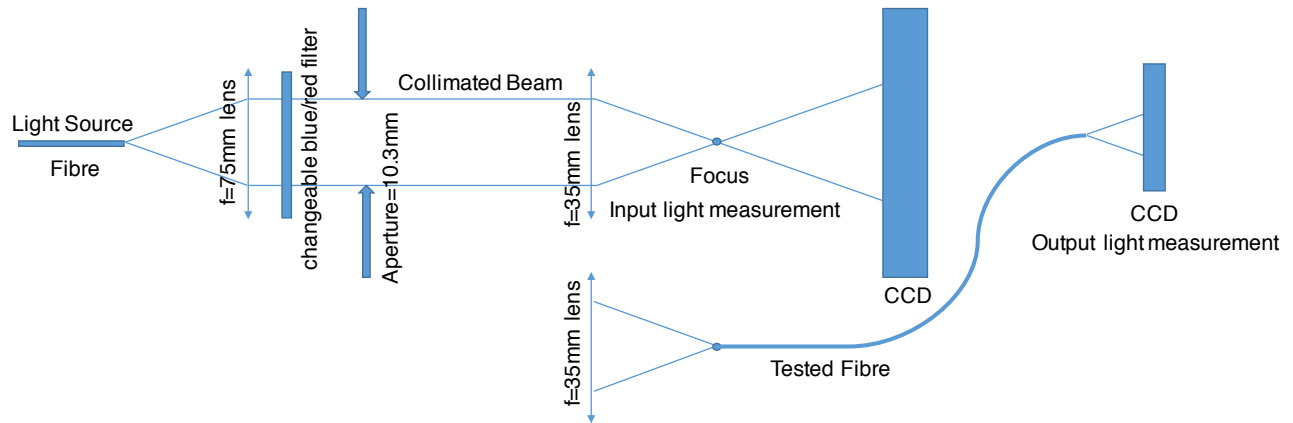 Light Source
Fibre
f=75mm lens
changeable blue/red filter
Aperture=10.3mm
Collimated Beam
f=35mm lens
Focus
Input light measurement
CCD
f=35mm lens
Tested Fibre
CCD
Output light measurement